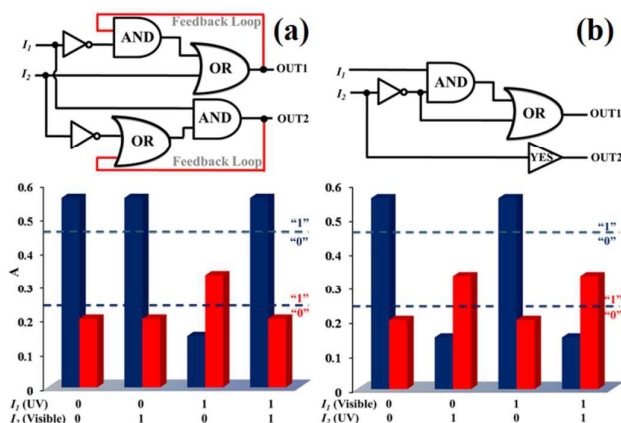 Feedback Loop
(a)
I1
AND
OR
OUT1
I2
AND
OUT2
OR
Feedback Loop
(b)
I1
I2
AND
OR
OUT1
YES
OUT2
0.6
0.5
0.4
0.3
0.2
0.1
0
A
"1"
"0"
"1"
"0"
I1 (UV) 0 0 1 1
I2 (Visible) 0 1 0 1
0.6
0.5
0.4
0.3
0.2
0.1
0
"1"
"0"
"1"
"0"
I1 (Visible) 0 0 1 1
I2 (UV) 0 1 0 1